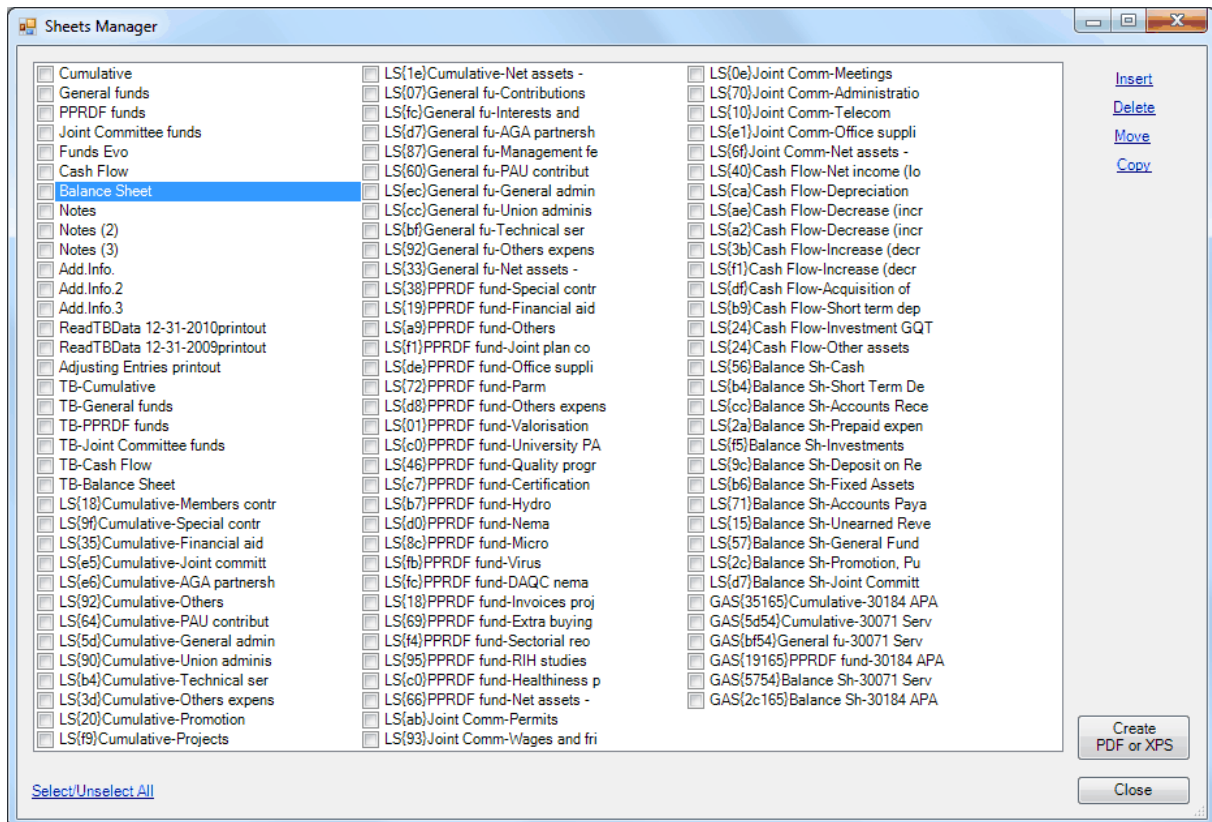 Sheets Manager
Cumulative
General funds
PPRDF funds
Joint Committee funds
Funds Evo
Cash Flow
Balance Sheet
Notes
Notes (2)
Notes (3)
Add.Info.
Add.Info.2
Add.Info.3
ReadTBData 12-31-2010printout
ReadTBData 12-31-2009printout
Adjusting Entries printout
TB-Cumulative
TB-General funds
TB-PPRDF funds
TB-Joint Committee funds
TB-Cash Flow
TB-Balance Sheet
LS{18}Cumulative-Members contr
LS{9f}Cumulative-Special contr
LS{35}Cumulative-Financial aid
LS{e5}Cumulative-Joint committ
LS{e6}Cumulative-AGA partnersh
LS{92}Cumulative-Others
LS{64}Cumulative-PAU contribut
LS{5d}Cumulative-General admin
LS{90}Cumulative-Union adminis
LS{b4}Cumulative-Technical ser
LS{3d}Cumulative-Others expens
LS{20}Cumulative-Promotion
LS{f9}Cumulative-Projects
LS{1e}Cumulative-Net assets -
LS{07}General fu-Contributions
LS{fc}General fu-Interests and
LS{d7}General fu-AGA partnersh
LS{87}General fu-Management fe
LS{60}General fu-PAU contribut
LS{ec}General fu-General admin
LS{cc}General fu-Union adminis
LS{bf}General fu-Technical ser
LS{92}General fu-Others expens
LS{33}General fu-Net assets -
LS{38}PPRDF fund-Special contr
LS{19}PPRDF fund-Financial aid
LS{a9}PPRDF fund-Others
LS{f1}PPRDF fund-Joint plan co
LS{de}PPRDF fund-Office suppli
LS{72}PPRDF fund-Parm
LS{d8}PPRDF fund-Others expens
LS{01}PPRDF fund-Valorisation
LS{c0}PPRDF fund-University PA
LS{46}PPRDF fund-Quality progr
LS{c7}PPRDF fund-Certification
LS{b7}PPRDF fund-Hydro
LS{d0}PPRDF fund-Nema
LS{8c}PPRDF fund-Micro
LS{fb}PPRDF fund-Virus
LS{fc}PPRDF fund-DAQC nema
LS{18}PPRDF fund-Invoices proj
LS{69}PPRDF fund-Extra buying
LS{f4}PPRDF fund-Sectorial reo
LS{95}PPRDF fund-RIH studies
LS{c0}PPRDF fund-Healthiness p
LS{66}PPRDF fund-Net assets -
LS{ab}Joint Comm-Permits
LS{93}Joint Comm-Wages and fri
LS{0e}Joint Comm-Meetings
LS{70}Joint Comm-Administratio
LS{10}Joint Comm-Telecom
LS{e1}Joint Comm-Office suppli
LS{6f}Joint Comm-Net assets -
LS{40}Cash Flow-Net income (lo
LS{ca}Cash Flow-Depreciation
LS{ae}Cash Flow-Decrease (incr
LS{a2}Cash Flow-Decrease (incr
LS{3b}Cash Flow-Increase (decr
LS{f1}Cash Flow-Increase (decr
LS{df}Cash Flow-Acquisition of
LS{b9}Cash Flow-Short term dep
LS{24}Cash Flow-Investment GQT
LS{24}Cash Flow-Other assets
LS{56}Balance Sh-Cash
LS{b4}Balance Sh-Short Term De
LS{cc}Balance Sh-Accounts Rece
LS{2a}Balance Sh-Prepaid expen
LS{f5}Balance Sh-Investments
LS{9c}Balance Sh-Deposit on Re
LS{b6}Balance Sh-Fixed Assets
LS{71}Balance Sh-Accounts Paya
LS{15}Balance Sh-Unearned Reve
LS{57}Balance Sh-General Fund
LS{2c}Balance Sh-Promotion, Pu
LS{d7}Balance Sh-Joint Committ
GAS{35165}Cumulative-30184 APA
GAS{5d54}Cumulative-30071 Serv
GAS{bf54}General fu-30071 Serv
GAS{19165}PPRDF fund-30184 APA
GAS{5754}Balance Sh-30071 Serv
GAS{2c165}Balance Sh-30184 APA
Insert
Delete
Move
Copy
Create
PDF or XPS
Select/Unselect All
Close